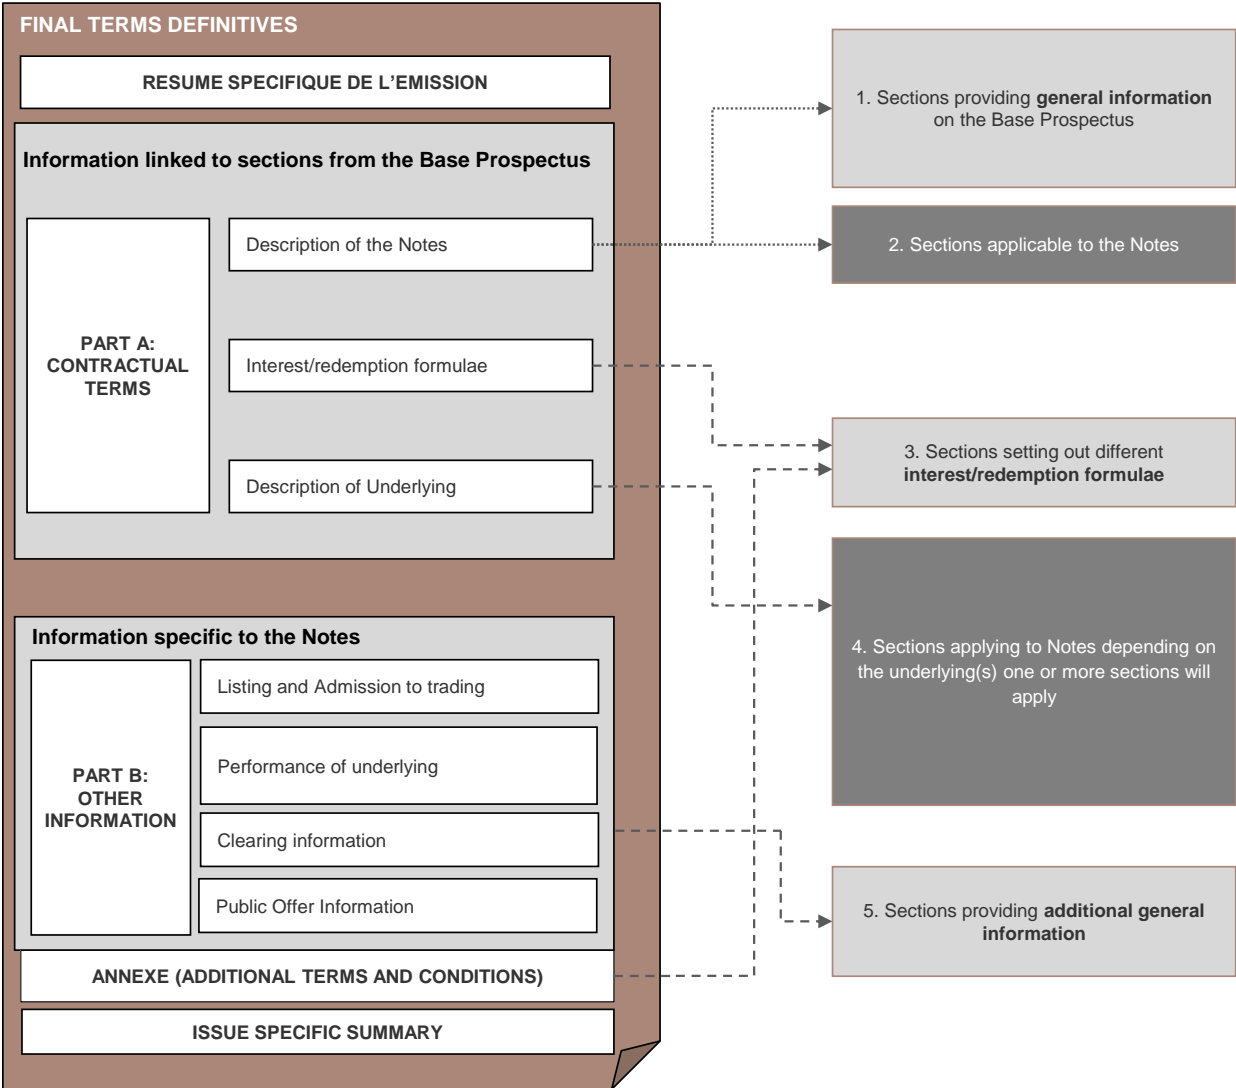 FINAL TERMS DEFINITIVES
RESUME SPECIFIQUE DE L’EMISSION
Information linked to sections from the Base Prospectus
PART A:
CONTRACTUAL
TERMS
Description of the Notes
Interest/redemption formulae
Description of Underlying
Information specific to the Notes
PART B:
OTHER
INFORMATION
Listing and Admission to trading
Performance of underlying
Clearing information
Public Offer Information
ANNEXE (ADDITIONAL TERMS AND CONDITIONS)
ISSUE SPECIFIC SUMMARY
1. Sections providing general information
on the Base Prospectus
2. Sections applicable to the Notes
3. Sections setting out different
interest/redemption formulae
4. Sections applying to Notes depending on
the underlying(s) one or more sections will
apply
5. Sections providing additional general
information